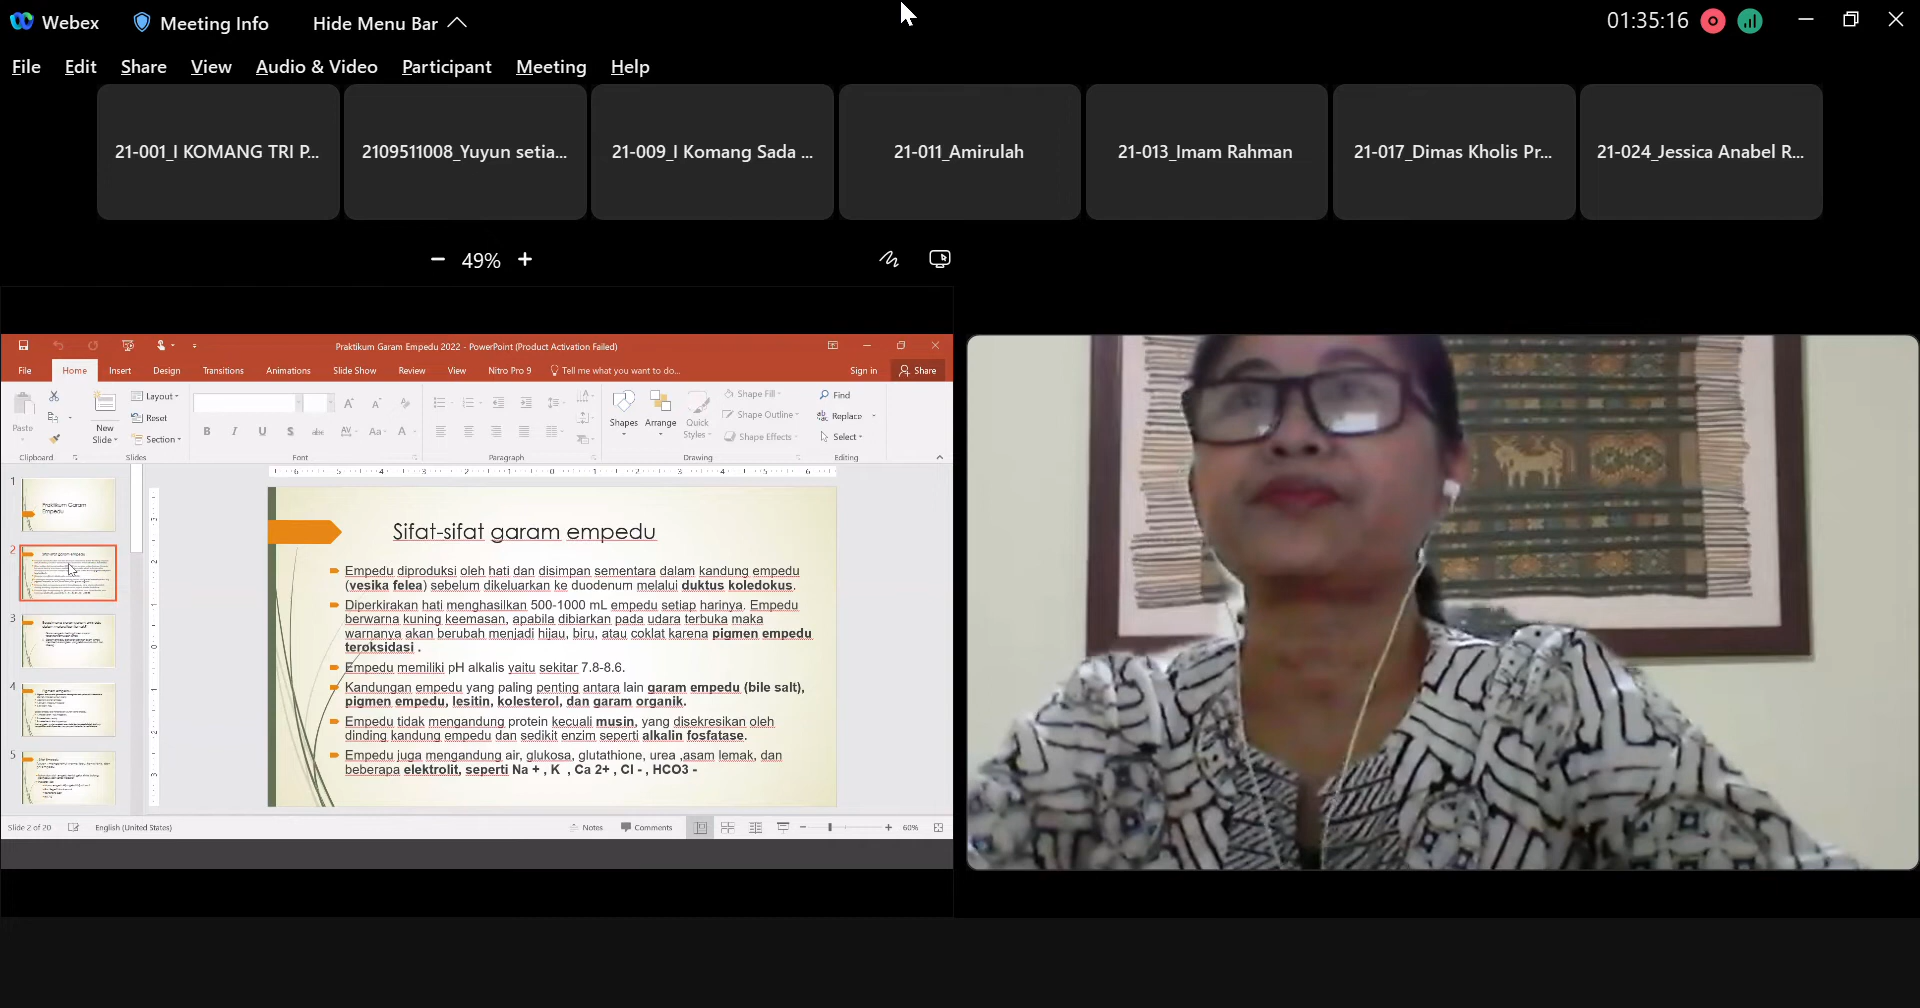 Webex
Meeting Info
Hide Menu Bar
01:35:16
File Edit Share View Audio & Video Participant Meeting Help
21-001_I KOMANG TRI P...
2109511008_Yuyun setia...
21-009_I Komang Sada ...
21-011_Amirulah
21-013_Imam Rahman
21-017_Dimas Kholis Pr...
21-024_Jessica Anabel R...
49%
Praktikum Garam Empedu 2022 - PowerPoint (Product Activation Failed)
File Home Insert Design Transitions Animations Slide Show Review View Nitro Pro 9 Tell me what you want to do...
Sign in Share
Paste
New
Slide
Layout
Reset
Section
Shapes
Arrange
Quick
Styles
Shape Fill
Shape Outline
Shape Effects
Find
Replace
Select
Clipboard Slides Font Paragraph Drawing Editing
1
Praktikum Garam
Empedu
2
3
4
5
Sifat-sifat garam empedu
Empedu diproduksi oleh hati dan disimpan sementara dalam kandung empedu
(vesika felea) sebelum dikeluarkan ke duodenum melalui duktus koledokus.
Diperkirakan hati menghasilkan 500-1000 mL empedu setiap harinya. Empedu
berwarna kuning keemasan, apabila dibiarkan pada udara terbuka maka
warnanya akan berubah menjadi hijau, biru, atau coklat karena pigmen empedu
teroksidasi .
Empedu memiliki pH alkalis yaitu sekitar 7.8-8.6.
Kandungan empedu yang paling penting antara lain garam empedu (bile salt),
pigmen empedu, lesitin, kolesterol, dan garam organik.
Empedu tidak mengandung protein kecuali musin, yang disekresikan oleh
dinding kandung empedu dan sedikit enzim seperti alkalin fosfatase.
Empedu juga mengandung air, glukosa, glutathione, urea ,asam lemak, dan
beberapa elektrolit, seperti Na + , K , Ca 2+ , Cl - , HCO3 -
Slide 2 of 20
English (United States)
Notes
Comments
60%